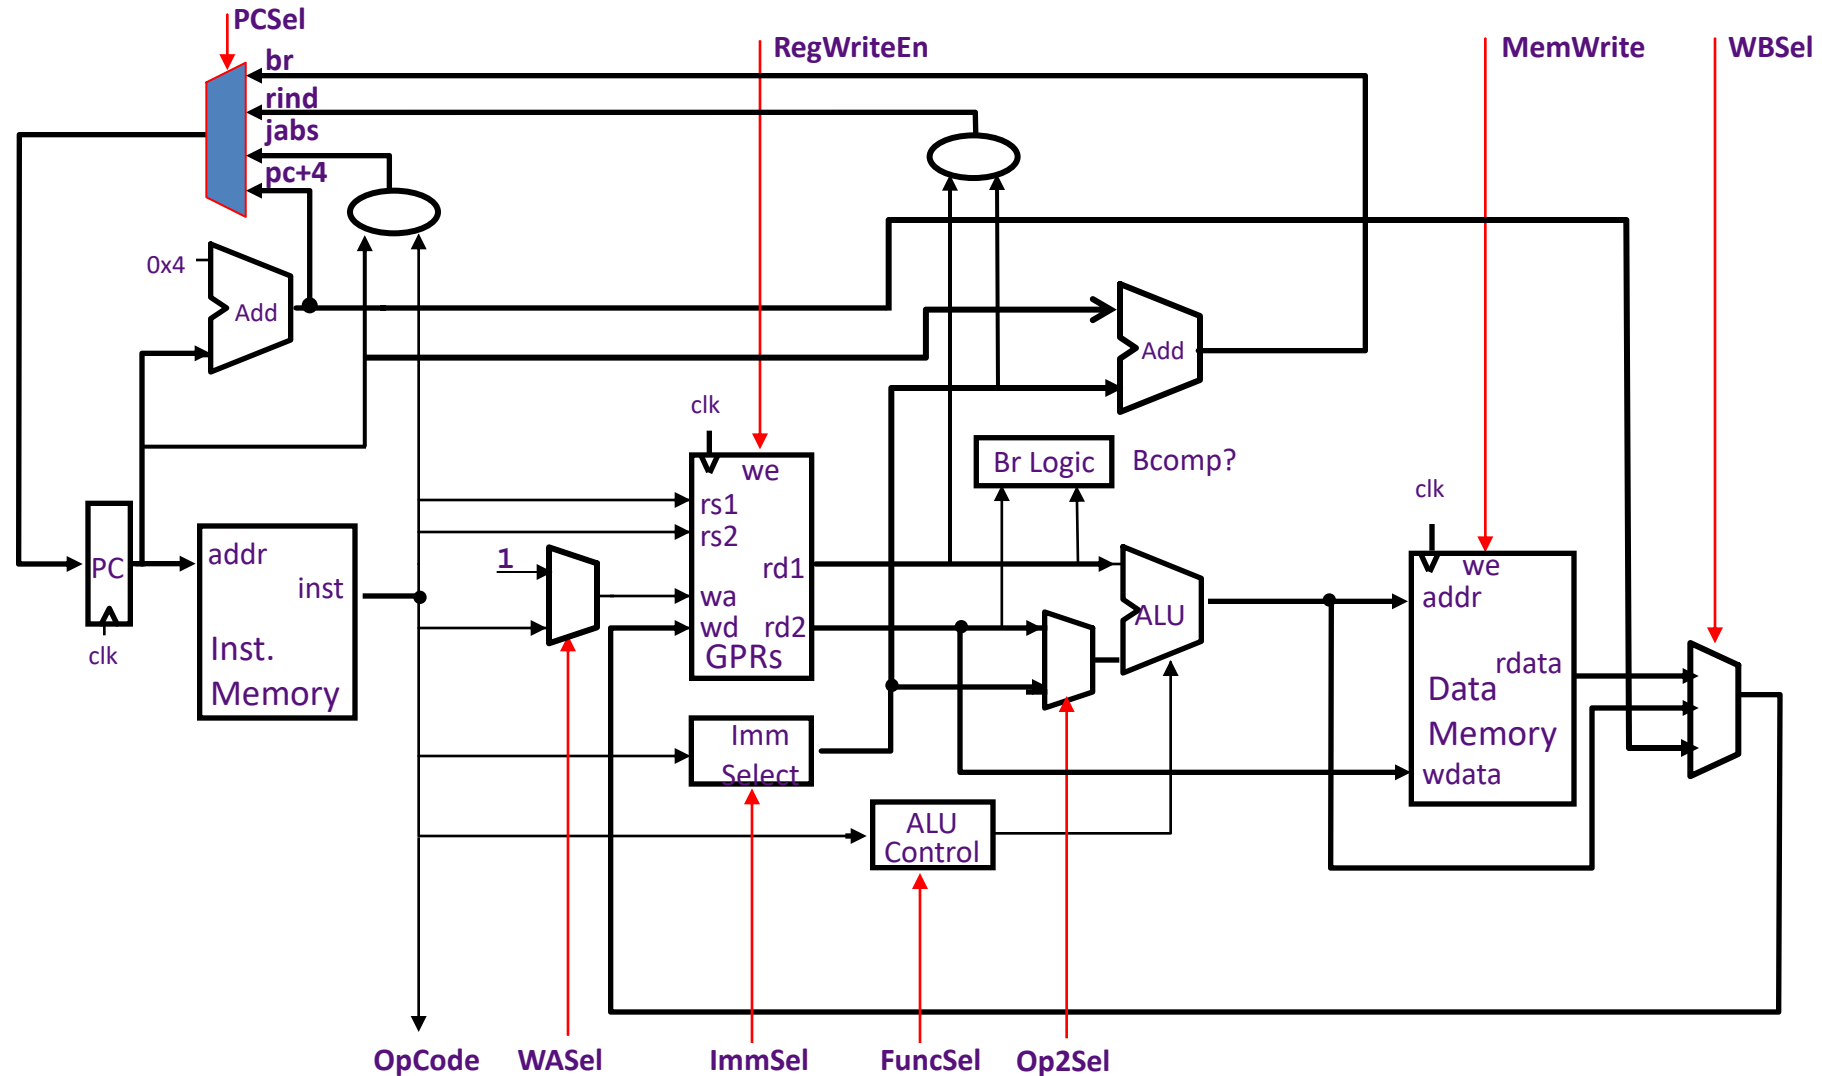 PCSel
RegWriteEn
MemWrite
WBSel
br
rind
jabs
pc+4
0x4
Add
Add
clk
we
Br Logic
Bcomp?
clk
rs1
rs2
PC
addr
inst
Inst.
Memory
clk
1
wa
wd
rd1
rd2
GPRs
ALU
we
addr
rdata
Data
Memory
wdata
Imm
Select
ALU
Control
OpCode
WASel
ImmSel
FuncSel
Op2Sel